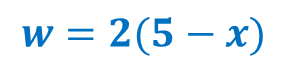 w = 2(5 − x)